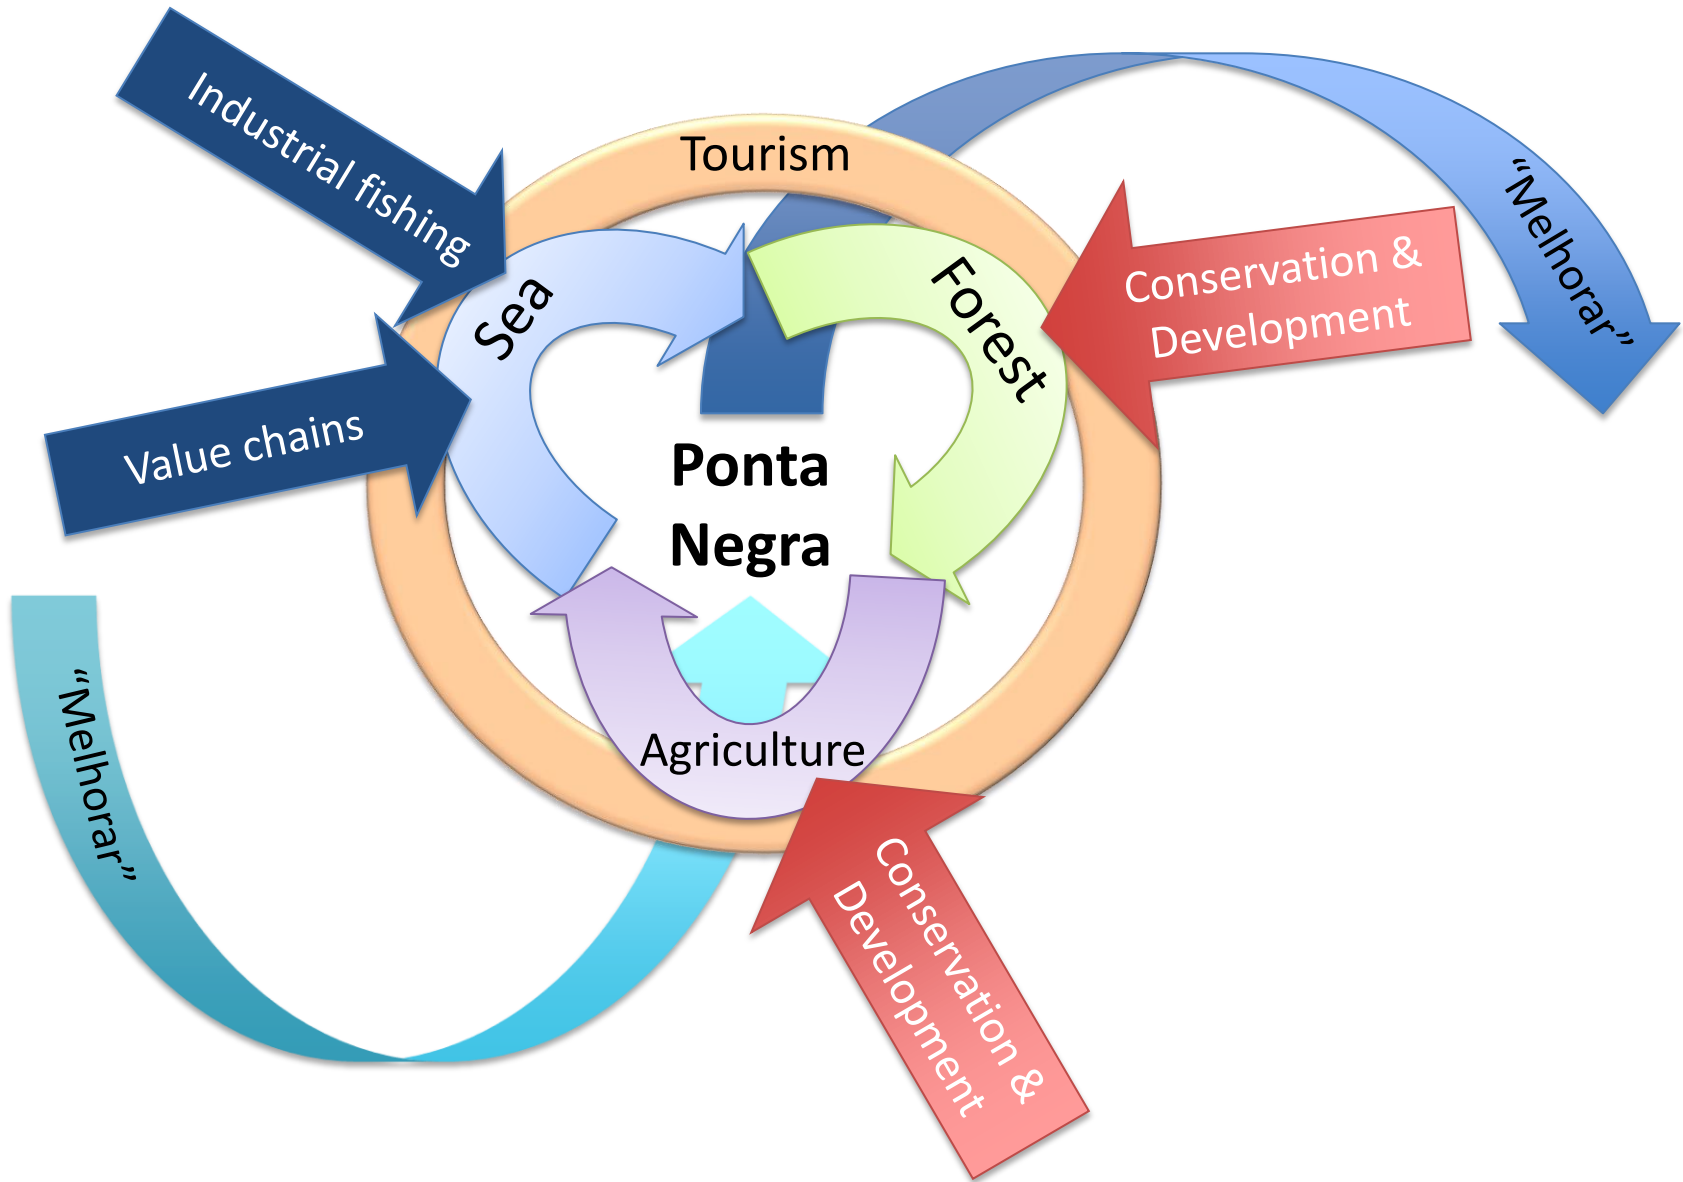 Industrial fishing
Tourism
“Melhorar”
Sea
Forest
Conservation &
Development
Value chains
Ponta
Negra
“Melhorar”
Agriculture
Conservation &
Development